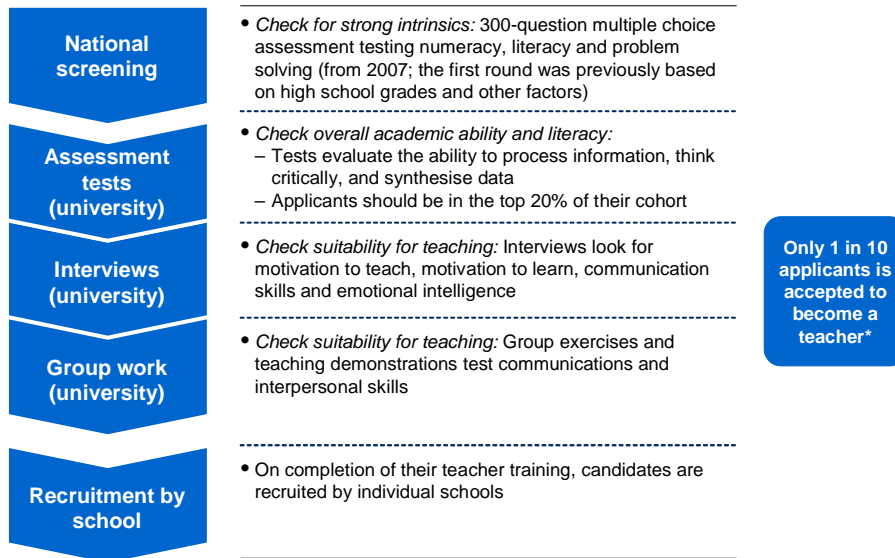 National
screening
• Check for strong intrinsics: 300-question multiple choice
assessment testing numeracy, literacy and problem
solving (from 2007; the first round was previously based
on high school grades and other factors)
Assessment
tests
(university)
• Check overall academic ability and literacy:
– Tests evaluate the ability to process information, think
critically, and synthesise data
– Applicants should be in the top 20% of their cohort
Interviews
(university)
• Check suitability for teaching: Interviews look for
motivation to teach, motivation to learn, communication
skills and emotional intelligence
Group work
(university)
• Check suitability for teaching: Group exercises and
teaching demonstrations test communications and
interpersonal skills
Recruitment by
school
• On completion of their teacher training, candidates are
recruited by individual schools
Only 1 in 10
applicants is
accepted to
become a
teacher*